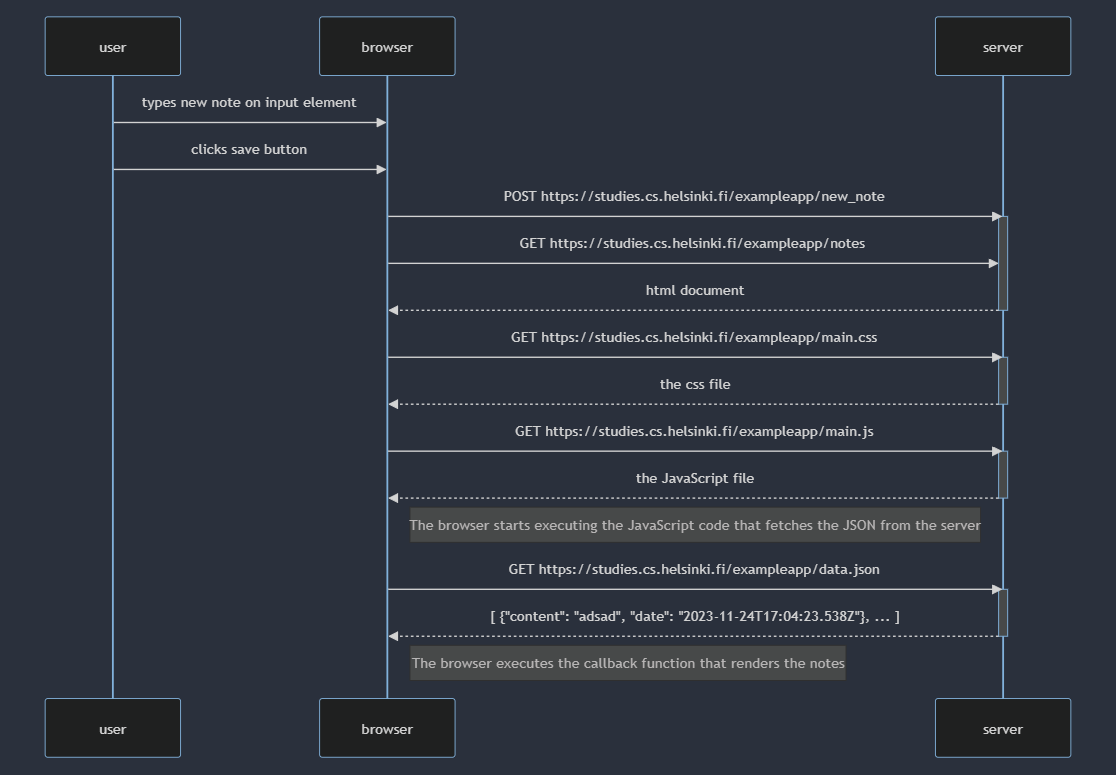 user
browser
server
types new note on input element
clicks save button
POST https://studies.cs.helsinki.fi/exampleapp/new_note
GET https://studies.cs.helsinki.fi/exampleapp/notes
html document
GET https://studies.cs.helsinki.fi/exampleapp/main.css
the css file
GET https://studies.cs.helsinki.fi/exampleapp/main.js
the JavaScript file
The browser starts executing the JavaScript code that fetches the JSON from the server
GET https://studies.cs.helsinki.fi/exampleapp/data.json
[ {"content": "adsad", "date": "2023-11-24T17:04:23.538Z"}, ... ]
The browser executes the callback function that renders the notes
user
browser
server